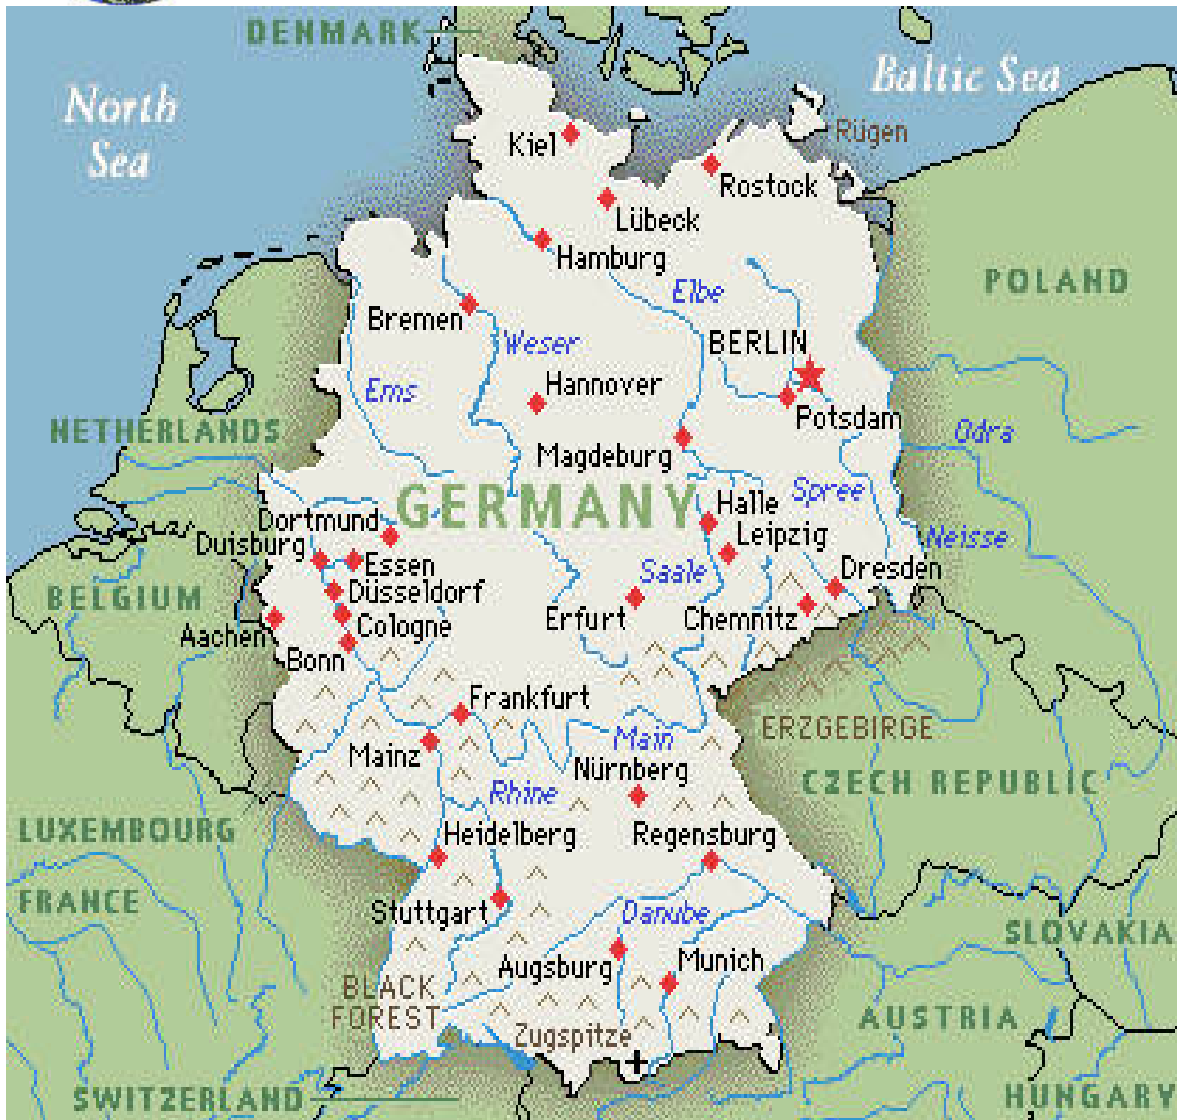 DENMARK
North
Sea
Baltic Sea
Rügen
Kiel
Rostock
Lübeck
Hamburg
POLAND
Elbe
Bremen
Weser
BERLIN
Ems
Hannover
NETHERLANDS
Potsdam
Odra
Magdeburg
GERMANY
Spree
Halle
Dortmund
Leipzig
Neisse
Duisburg
Essen
Saale
Dresden
BELGIUM
Düsseldorf
Erfurt
Chemnitz
Aachen
Cologne
Bonn
Frankfurt
ERZGEBIRGE
Main
Mainz
Nürnberg
CZECH REPUBLIC
Rhine
LUXEMBOURG
Heidelberg
Regensburg
FRANCE
Stuttgart
Danube
SLOVAKIA
Augsburg
Munich
BLACK
FOREST
AUSTRIA
Zugspitze
SWITZERLAND
HUNGARY